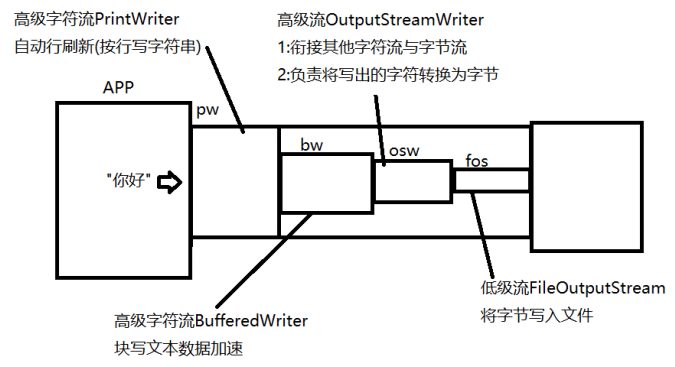 高级字符流PrintWriter
自动行刷新(按行写字符串)
高级流OutputStreamWriter
1:衔接其他字符流与字节流
2:负责将写出的字符转换为字节
APP
pw
bw
osw
fos
"你好"
低级流FileOutputStream
将字节写入文件
高级字符流BufferedWriter
块写文本数据加速